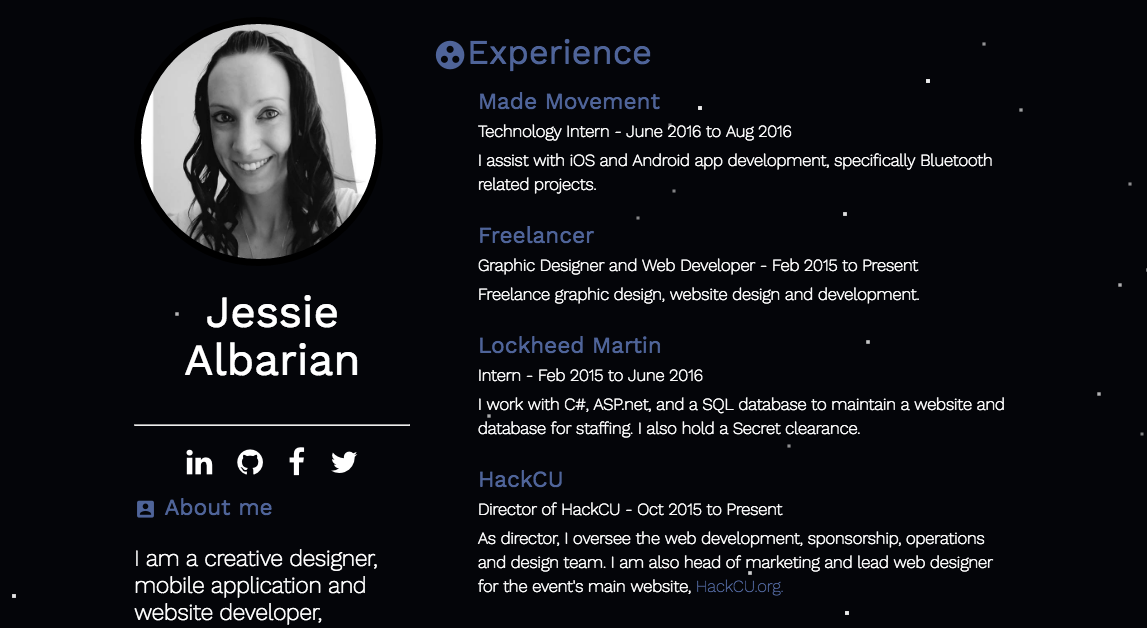 Jessie
Albarian
About me
I am a creative designer,
mobile application and
website developer,
Experience
Made Movement
Technology Intern - June 2016 to Aug 2016
I assist with iOS and Android app development, specifically Bluetooth
related projects.
Freelancer
Graphic Designer and Web Developer - Feb 2015 to Present
Freelance graphic design, website design and development.
Lockheed Martin
Intern - Feb 2015 to June 2016
I work with C#, ASP.net, and a SQL database to maintain a website and
database for staffing. I also hold a Secret clearance.
HackCU
Director of HackCU - Oct 2015 to Present
As director, I oversee the web development, sponsorship, operations
and design team. I am also head of marketing and lead web designer
for the event's main website, HackCU.org.